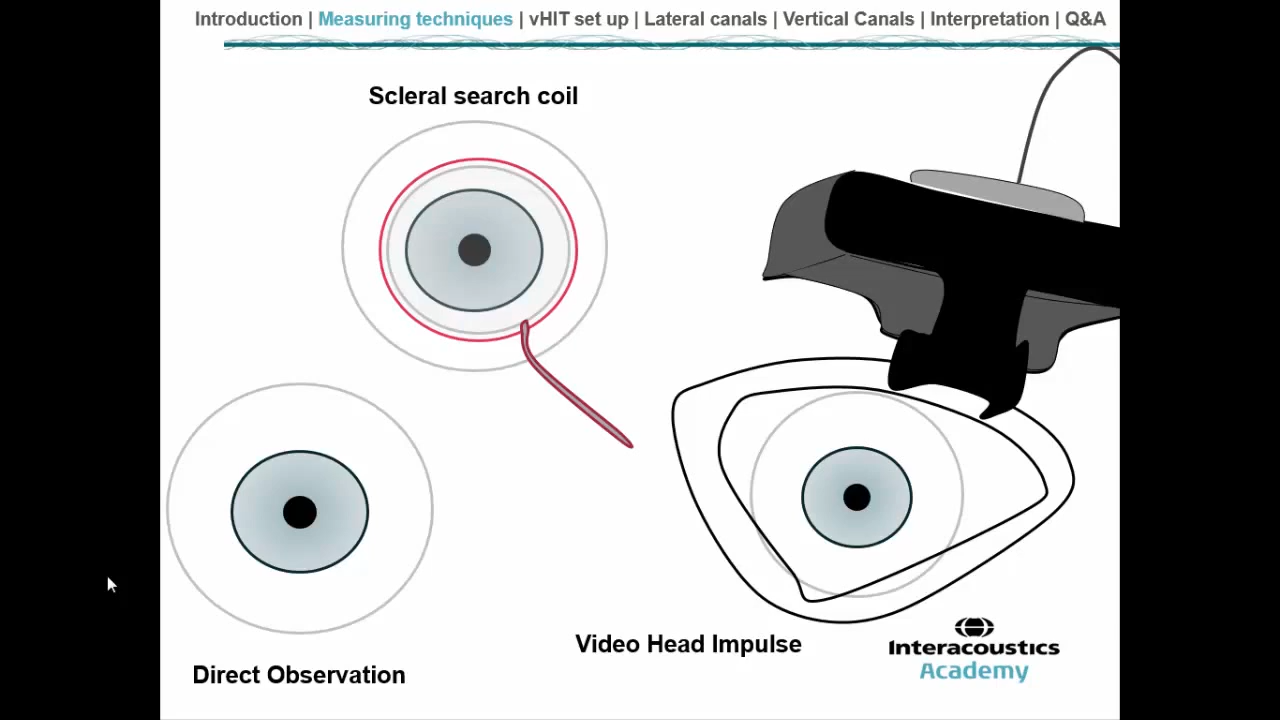 Introduction | Measuring techniques | vHIT set up | Lateral canals | Vertical Canals | Interpretation | Q&A
Scleral search coil
Video Head Impulse
Direct Observation
Interacoustics
Academy